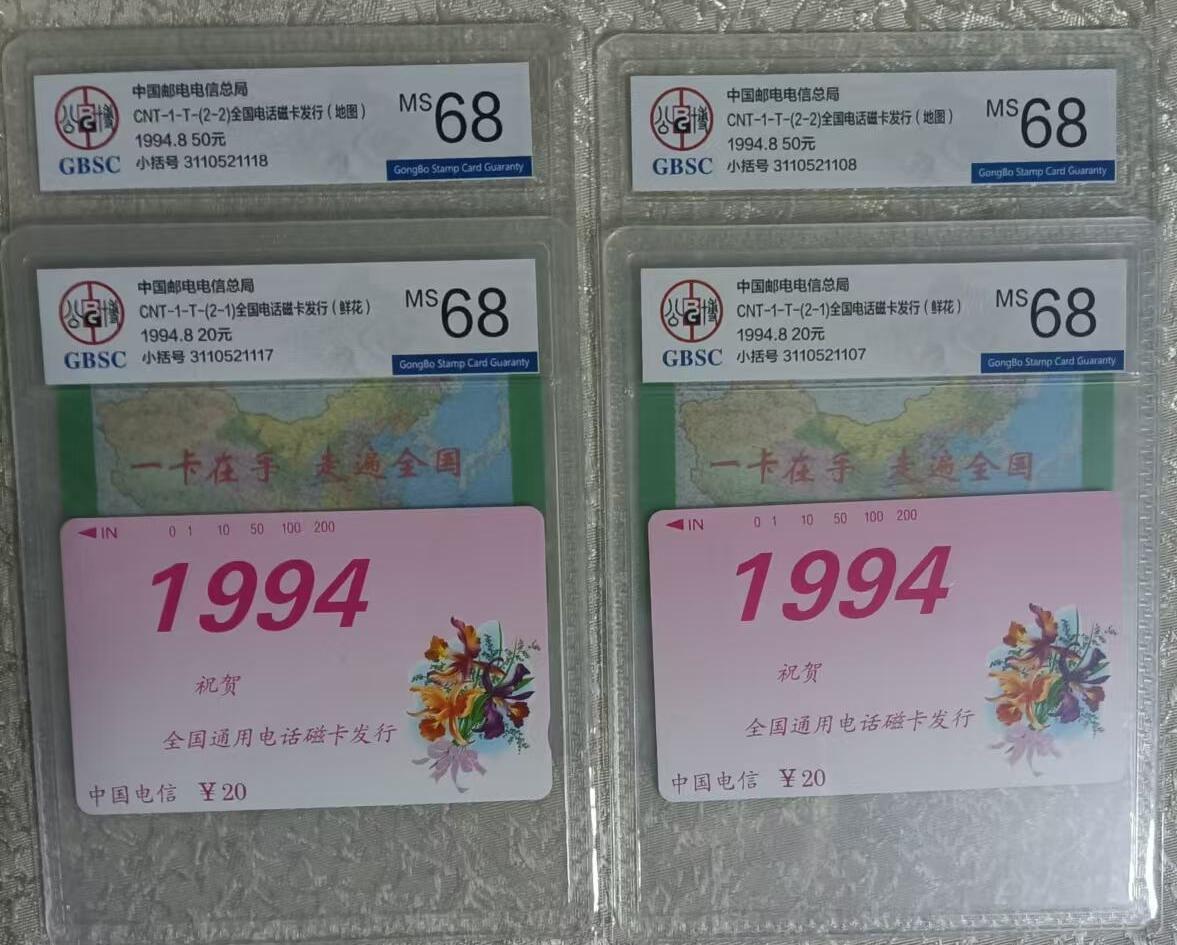 中国邮电电信总局
CNT-1-T-(2-2)全国电话磁卡发行(地图)
1994.8 50元
小括号 3110521118
MS 68
GBSC
GongBo Stamp Card Guaranty
中国邮电电信总局
CNT-1-T-(2-2)全国电话磁卡发行(地图)
1994.8 50元
小括号 3110521108
MS 68
GBSC
GongBo Stamp Card Guaranty
中国邮电电信总局
CNT-1-T-(2-1)全国电话磁卡发行(鲜花)
1994.8 20元
小括号 3110521117
MS 68
GBSC
GongBo Stamp Card Guaranty
一卡在手 走遍全国
IN 0 1 10 50 100 200
1994
祝贺
全国通用电话磁卡发行
中国电信 ¥20
中国邮电电信总局
CNT-1-T-(2-1)全国电话磁卡发行(鲜花)
1994.8 20元
小括号 3110521107
MS 68
GBSC
GongBo Stamp Card Guaranty
一卡在手 走遍全国
IN 0 1 10 50 100 200
1994
祝贺
全国通用电话磁卡发行
中国电信 ¥20